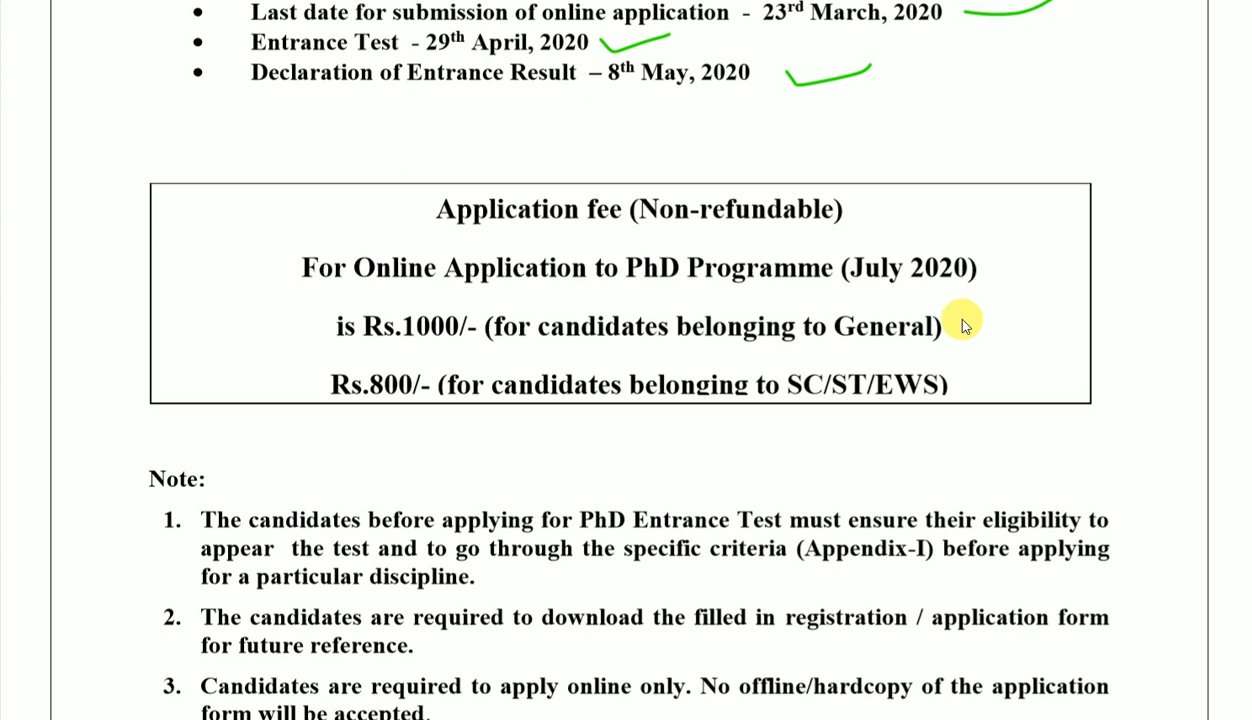 • Last date for submission of online application - 23rd March, 2020
• Entrance Test - 29th April, 2020
• Declaration of Entrance Result – 8th May, 2020
Application fee (Non-refundable)
For Online Application to PhD Programme (July 2020)
is Rs.1000/- (for candidates belonging to General)
Rs.800/- (for candidates belonging to SC/ST/EWS)
Note:
1. The candidates before applying for PhD Entrance Test must ensure their eligibility to
appear the test and to go through the specific criteria (Appendix-I) before applying
for a particular discipline.
2. The candidates are required to download the filled in registration / application form
for future reference.
3. Candidates are required to apply online only. No offline/hardcopy of the application
form will be accepted.